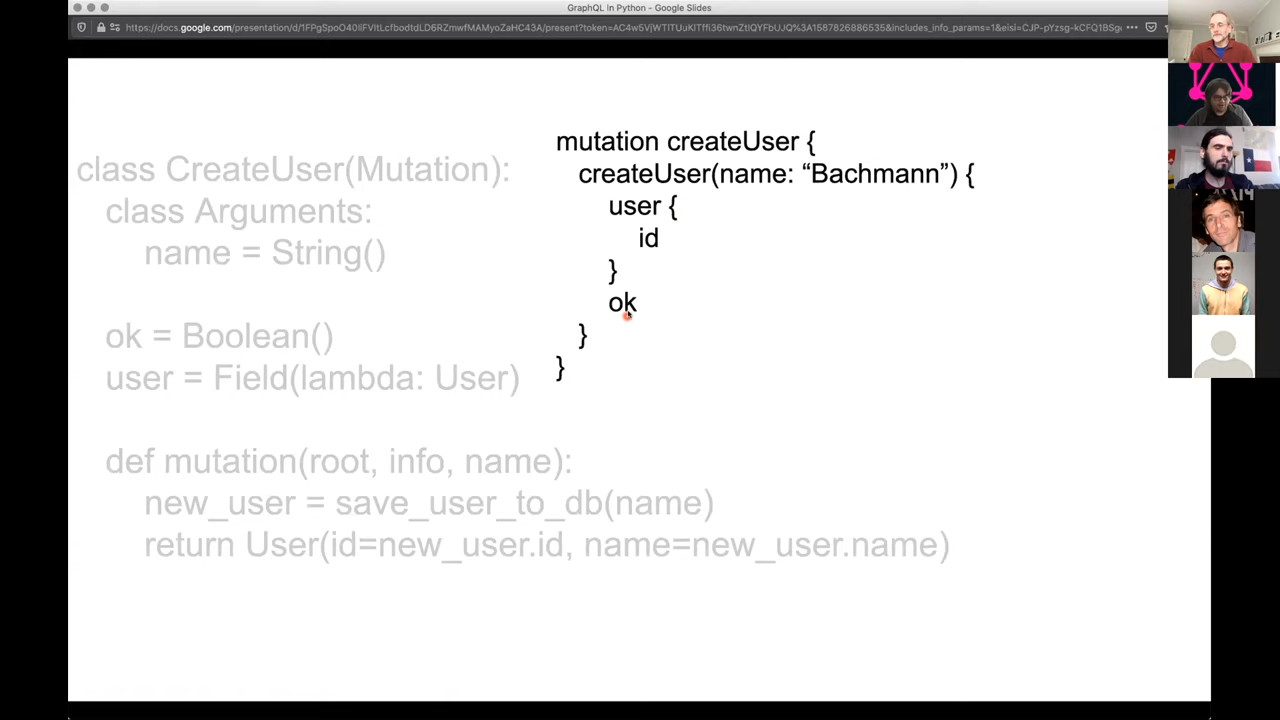 GraphQL in Python - Google Slides
class CreateUser(Mutation):
class Arguments:
name = String()
ok = Boolean()
user = Field(lambda: User)
def mutation(root, info, name):
new_user = save_user_to_db(name)
return User(id=new_user.id, name=new_user.name)
mutation createUser {
createUser(name: “Bachmann”) {
user {
id
}
ok
}
}